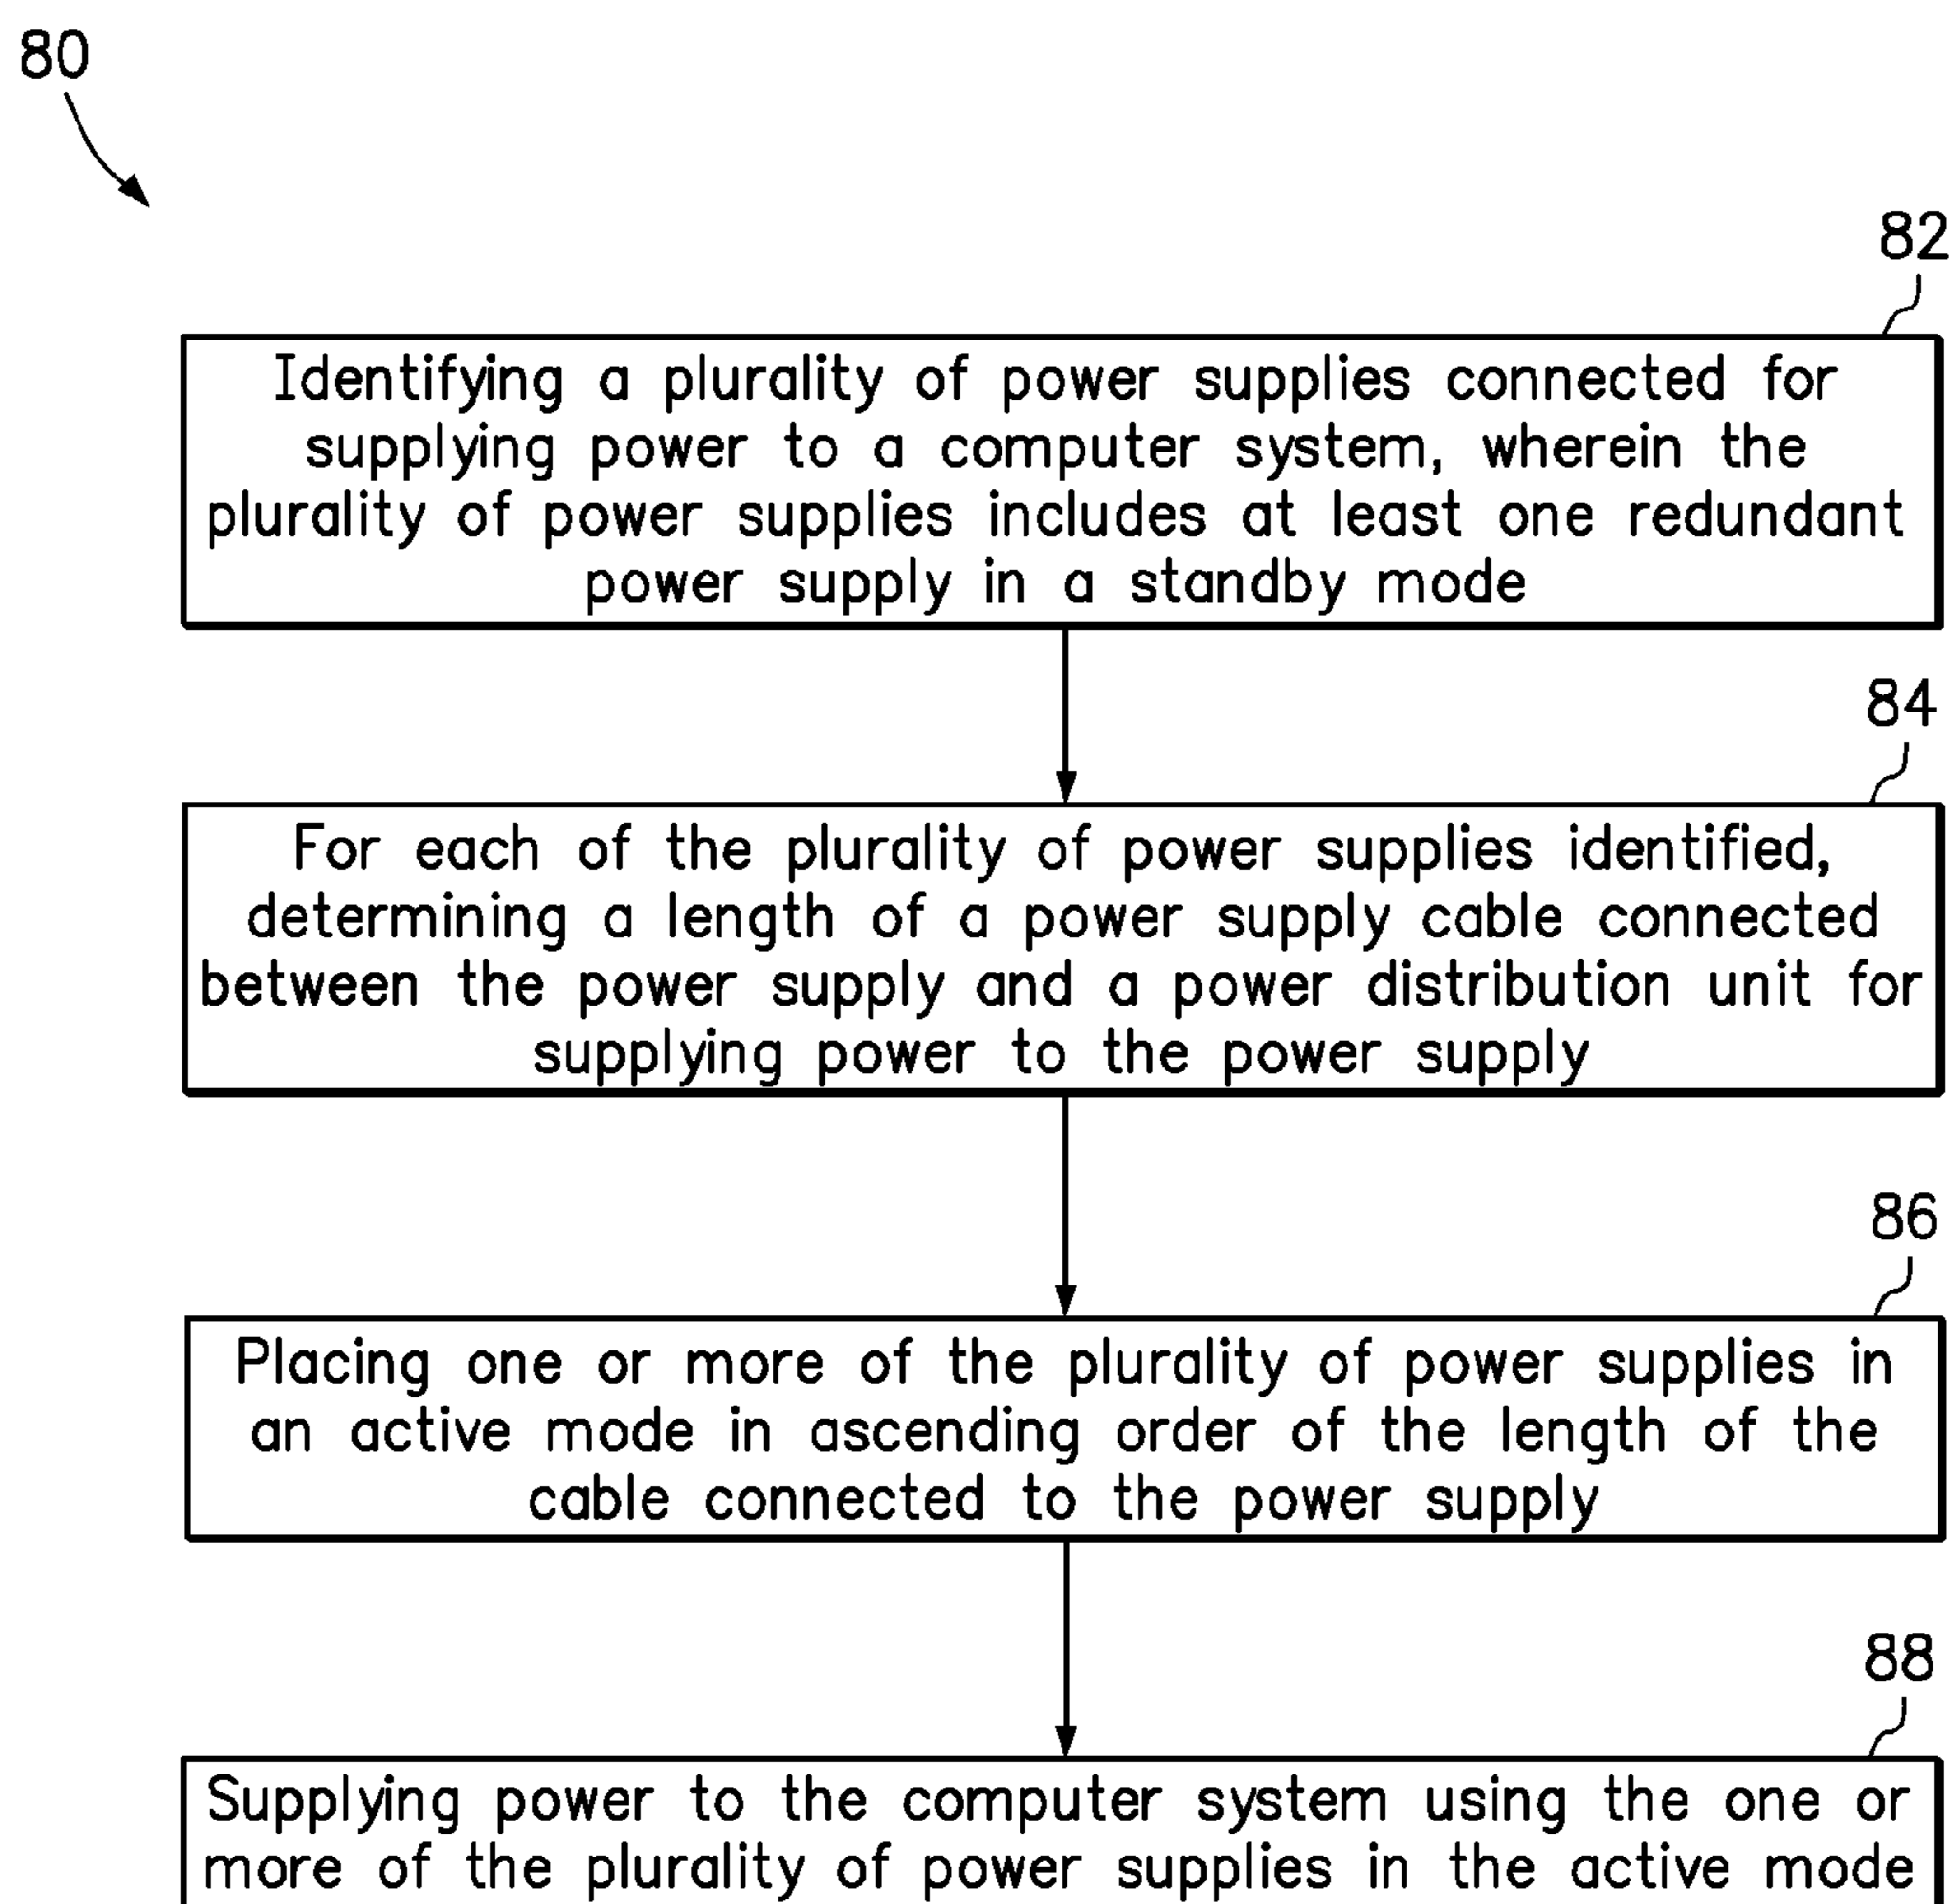 80
82
Identifying a plurality of power supplies connected for
supplying power to a computer system, wherein the
plurality of power supplies includes at least one redundant
power supply in a standby mode
84
For each of the plurality of power supplies identified,
determining a length of a power supply cable connected
between the power supply and a power distribution unit for
supplying power to the power supply
86
Placing one or more of the plurality of power supplies in
an active mode in ascending order of the length of the
cable connected to the power supply
88
Supplying power to the computer system using the one or
more of the plurality of power supplies in the active mode